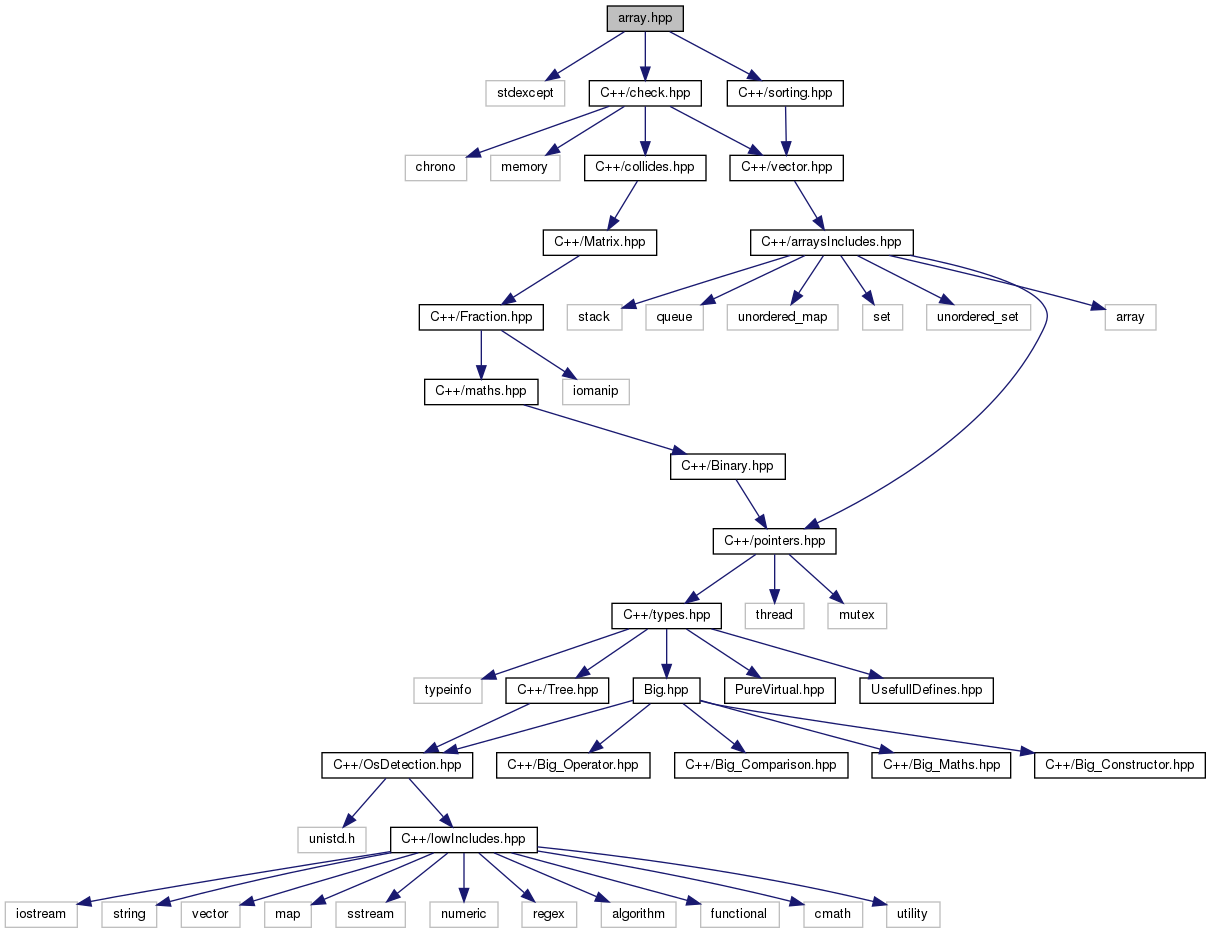 array.hpp
stdexcept
C++/check.hpp
C++/sorting.hpp
chrono
memory
C++/collides.hpp
C++/vector.hpp
C++/Matrix.hpp
C++/arraysIncludes.hpp
C++/Fraction.hpp
stack
queue
unordered_map
set
unordered_set
array
C++/maths.hpp
iomanip
C++/Binary.hpp
C++/pointers.hpp
C++/types.hpp
thread
mutex
typeinfo
C++/Tree.hpp
Big.hpp
PureVirtual.hpp
UsefullDefines.hpp
C++/OsDetection.hpp
C++/Big_Operator.hpp
C++/Big_Comparison.hpp
C++/Big_Maths.hpp
C++/Big_Constructor.hpp
unistd.h
C++/lowIncludes.hpp
iostream
string
vector
map
sstream
numeric
regex
algorithm
functional
cmath
utility